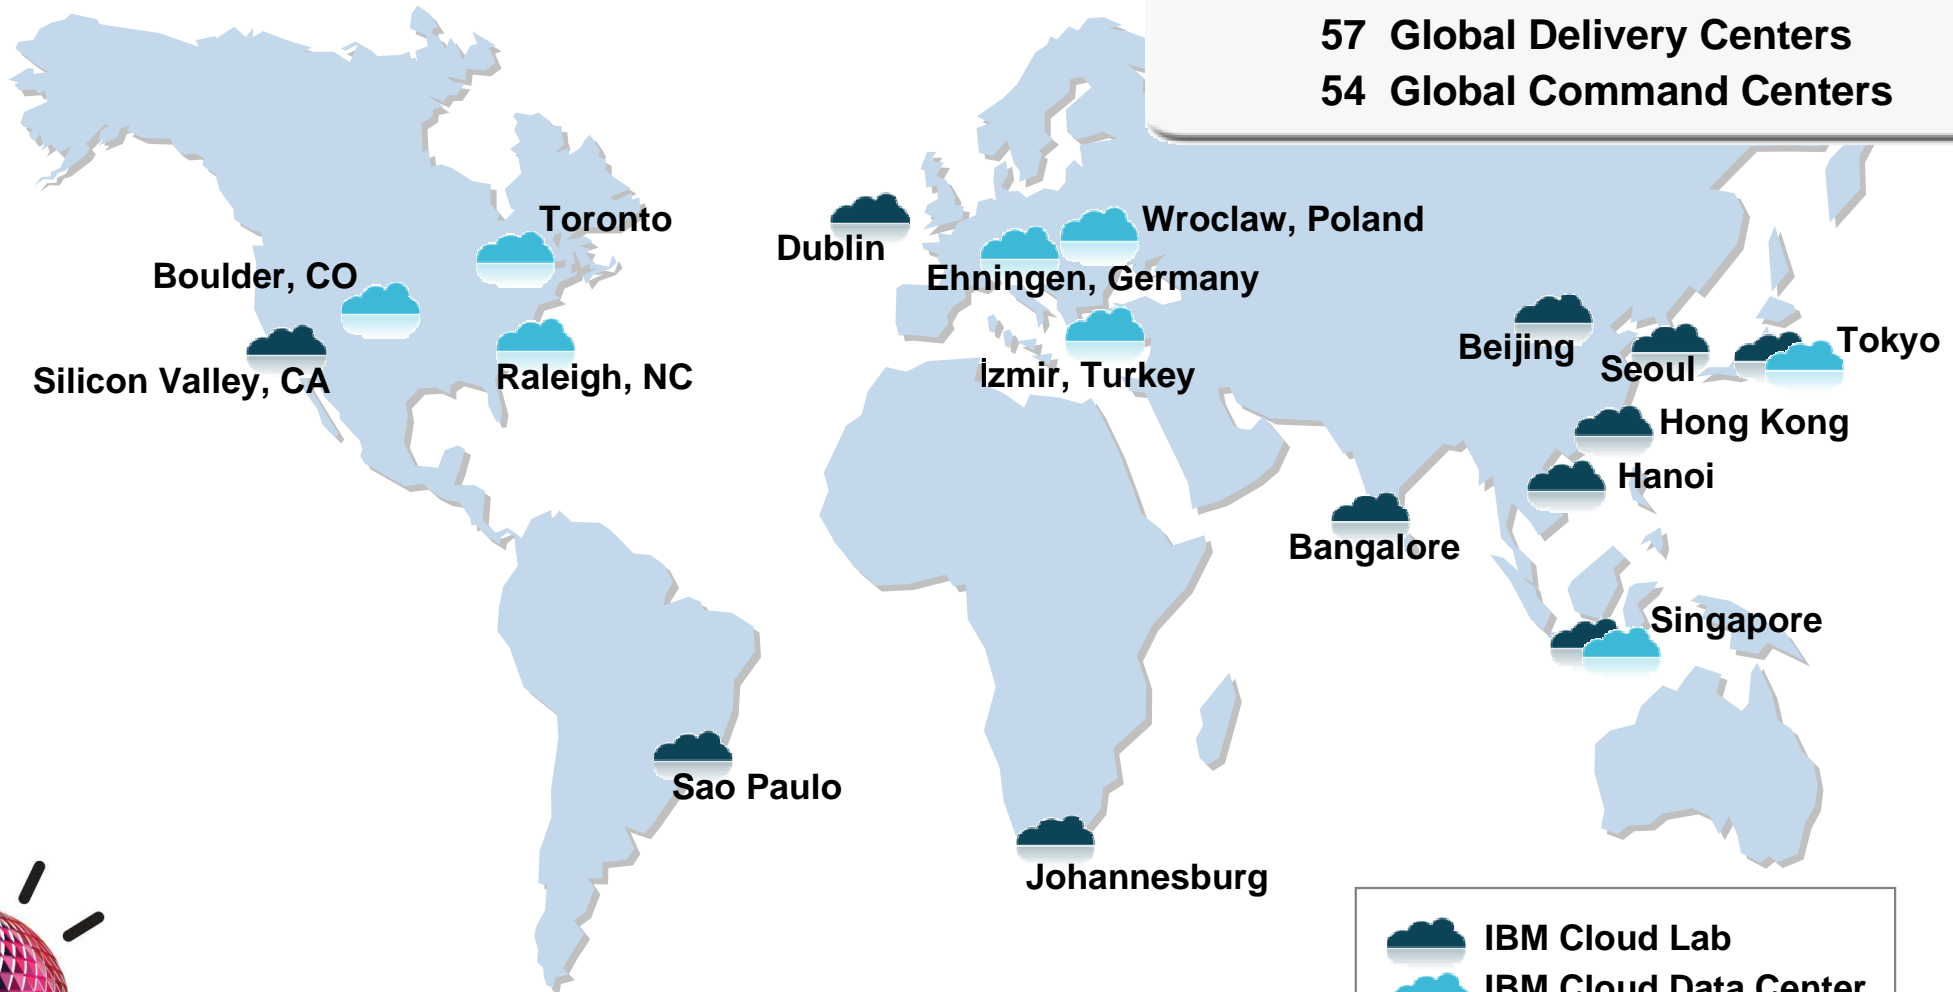 57 Global Delivery Centers
54 Global Command Centers
Toronto
Wroclaw, Poland
Dublin
Boulder, CO
Ehningen, Germany
Silicon Valley, CA
Raleigh, NC
İzmir, Turkey
Beijing
Seoul
Tokyo
Hong Kong
Hanoi
Bangalore
Singapore
Sao Paulo
Johannesburg
IBM Cloud Lab
IBM Cloud Data Center